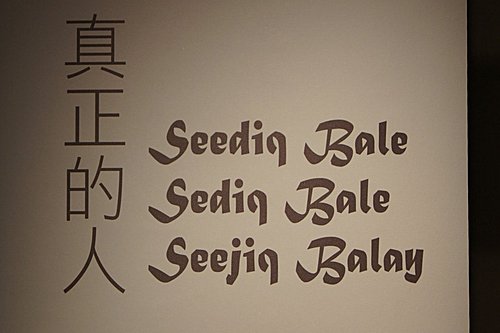 真正的人
Seediq Bale
Sediq Bale
Seejiq Balay